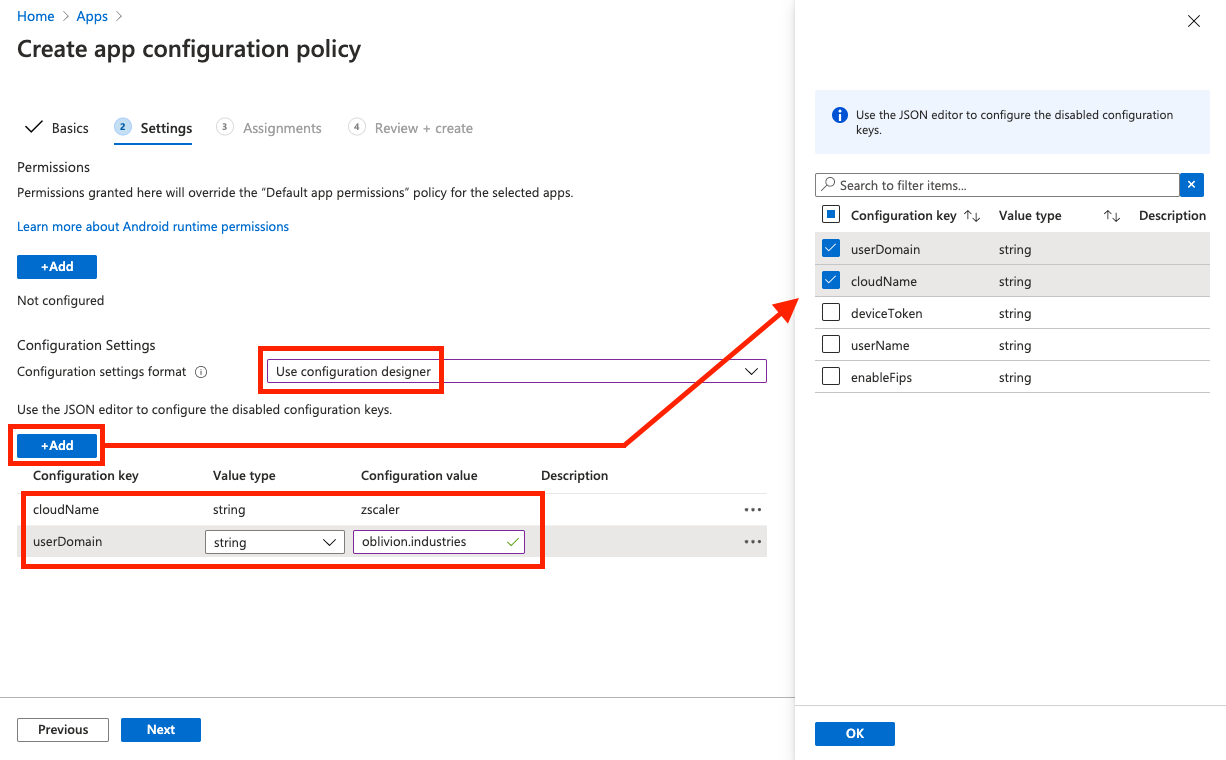 Home > Apps >
Create app configuration policy
Basics
2 Settings
3 Assignments
4 Review + create
Permissions
Permissions granted here will override the “Default app permissions” policy for the selected apps.
Learn more about Android runtime permissions
+Add
Not configured
Configuration Settings
Configuration settings format
Use configuration designer
Use the JSON editor to configure the disabled configuration keys.
+Add
Configuration key Value type Configuration value Description
cloudName string zscaler •••
userDomain string oblivion.industries •••
Previous Next
Use the JSON editor to configure the disabled configuration
keys.
Search to filter items...
Configuration key Value type Description
userDomain string
cloudName string
deviceToken string
userName string
enableFips string
OK